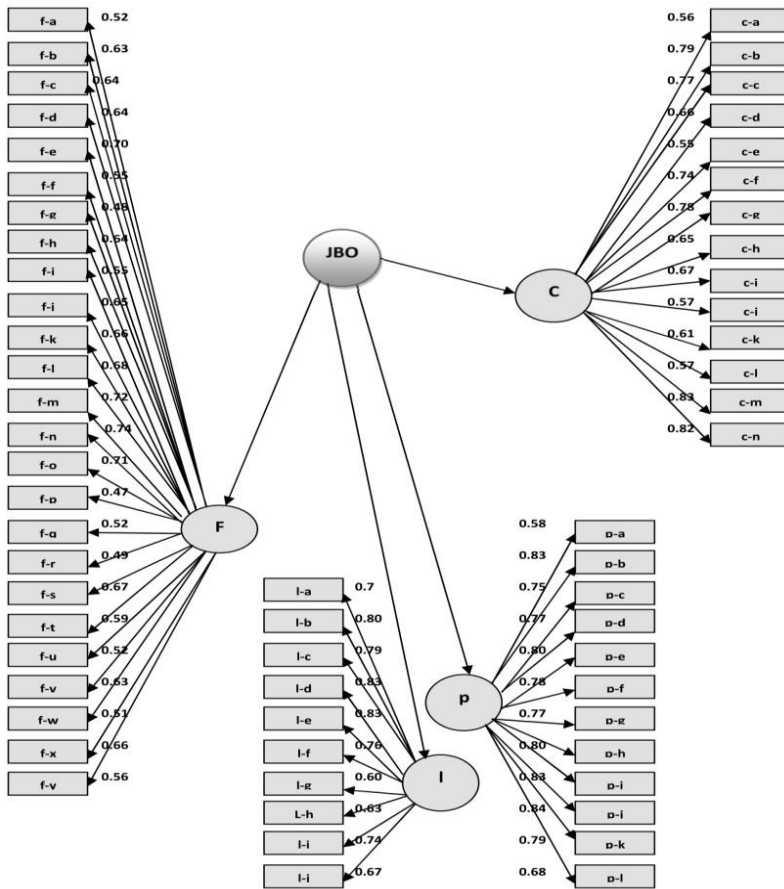 f-a 0.52
f-b 0.63
f-c 0.64
f-d 0.64
f-e 0.70
f-f 0.55
f-g 0.48
f-h 0.64
f-i 0.55
f-j 0.65
f-k 0.66
f-l 0.68
f-m 0.72
f-n 0.74
f-o 0.71
f-p 0.47
f-q 0.52
f-r 0.49
f-s 0.67
f-t 0.59
f-u 0.52
f-v 0.53
f-w 0.51
f-x 0.66
f-y 0.56
F
JBO
C
0.56 c-a
0.79 c-b
0.77 c-c
0.66 c-d
0.55 c-e
0.74 c-f
0.78 c-g
0.65 c-h
0.67 c-i
0.57 c-j
0.61 c-k
0.57 c-l
0.83 c-m
0.82 c-n
l-a 0.7
l-b 0.80
l-c 0.79
l-d 0.83
l-e 0.83
l-f 0.76
l-g 0.60
L-h 0.63
l-i 0.74
l-j 0.67
I
p
0.58 p-a
0.83 p-b
0.75 p-c
0.77 p-d
0.80 p-e
0.78 p-f
0.77 p-g
0.80 p-h
0.83 p-i
0.84 p-j
0.79 p-k
0.68 p-l